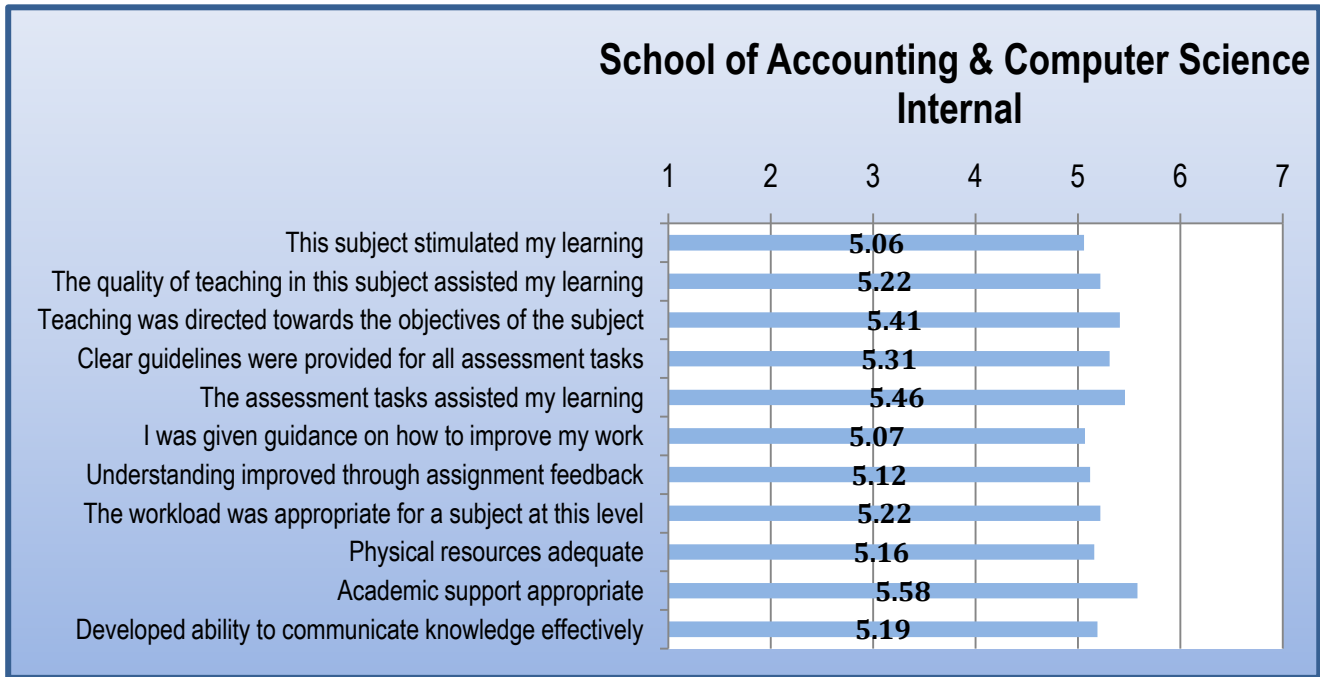 School of Accounting & Computer Science
Internal
1 2 3 4 5 6 7
This subject stimulated my learning 5.06
The quality of teaching in this subject assisted my learning 5.22
Teaching was directed towards the objectives of the subject 5.41
Clear guidelines were provided for all assessment tasks 5.31
The assessment tasks assisted my learning 5.46
I was given guidance on how to improve my work 5.07
Understanding improved through assignment feedback 5.12
The workload was appropriate for a subject at this level 5.22
Physical resources adequate 5.16
Academic support appropriate 5.58
Developed ability to communicate knowledge effectively 5.19